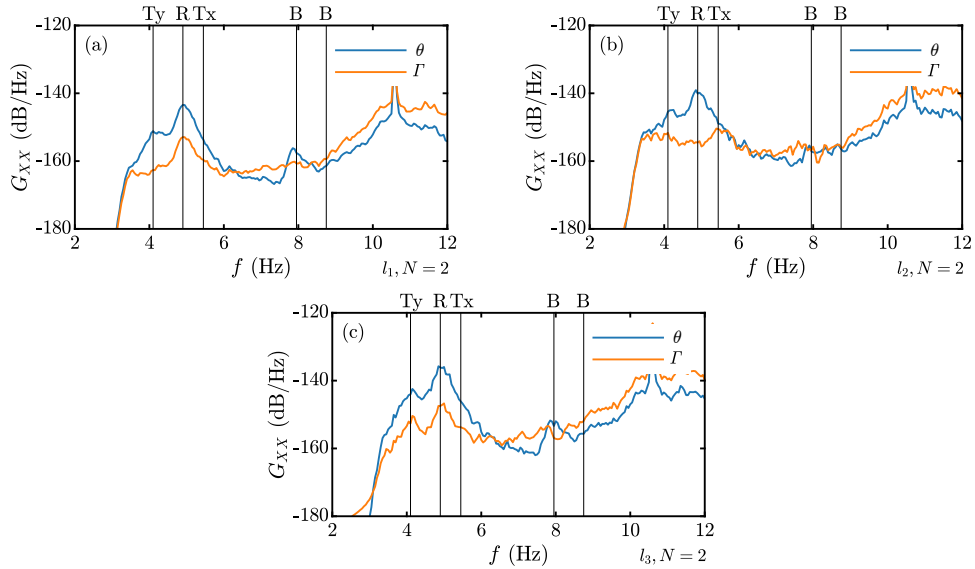 Ty R Tx B B
-120
(a)
θ
Γ
-140
-160
-180
G_XX (dB/Hz)
2 4 6 8 10 12
f (Hz)
l₁, N = 2
Ty R Tx B B
-120
(b)
θ
Γ
-140
-160
-180
G_XX (dB/Hz)
2 4 6 8 10 12
f (Hz)
l₂, N = 2
Ty R Tx B B
-120
(c)
θ
Γ
-140
-160
-180
G_XX (dB/Hz)
2 4 6 8 10 12
f (Hz)
l₃, N = 2